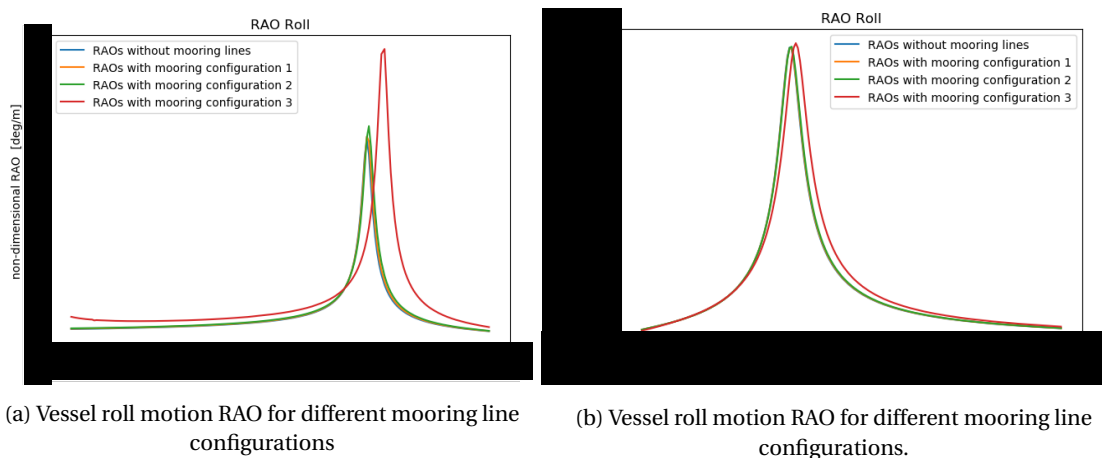 RAO Roll
RAOs without mooring lines
RAOs with mooring configuration 1
RAOs with mooring configuration 2
RAOs with mooring configuration 3
non-dimensional RAO [deg/m]
(a) Vessel roll motion RAO for different mooring line
configurations
RAO Roll
RAOs without mooring lines
RAOs with mooring configuration 1
RAOs with mooring configuration 2
RAOs with mooring configuration 3
(b) Vessel roll motion RAO for different mooring line
configurations.